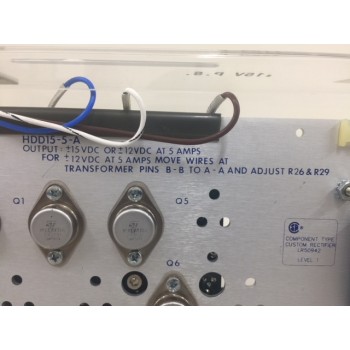 HDD15-5-A
OUTPUT: ±15VDC OR ±12VDC AT 5 AMPS
FOR ±12VDC AT 5 AMPS MOVE WIRES AT
TRANSFORMER PINS B-B TO A-A AND ADJUST R26 & R29
Q1
Q5
Q6
COMPONENT TYPE
CUSTOM RECTIFIER
LEVEL